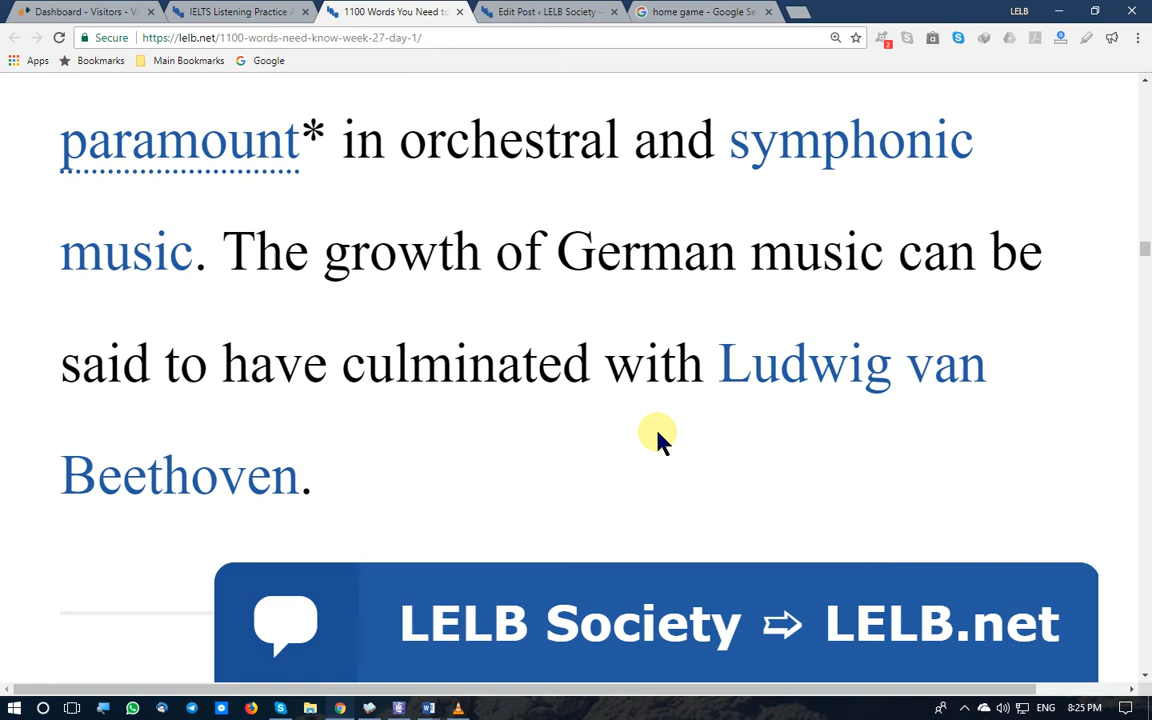 Dashboard - Visitors - Vi
IELTS Listening Practice A
1100 Words You Need to
Edit Post ‹ LELB Society —
home game - Google Se
LELB
Secure
https://lelb.net/1100-words-need-know-week-27-day-1/
2
Apps
Bookmarks
Main Bookmarks
Google
paramount* in orchestral and symphonic
music. The growth of German music can be
said to have culminated with Ludwig van
Beethoven.
LELB Society ⇨ LELB.net
ENG
8:25 PM